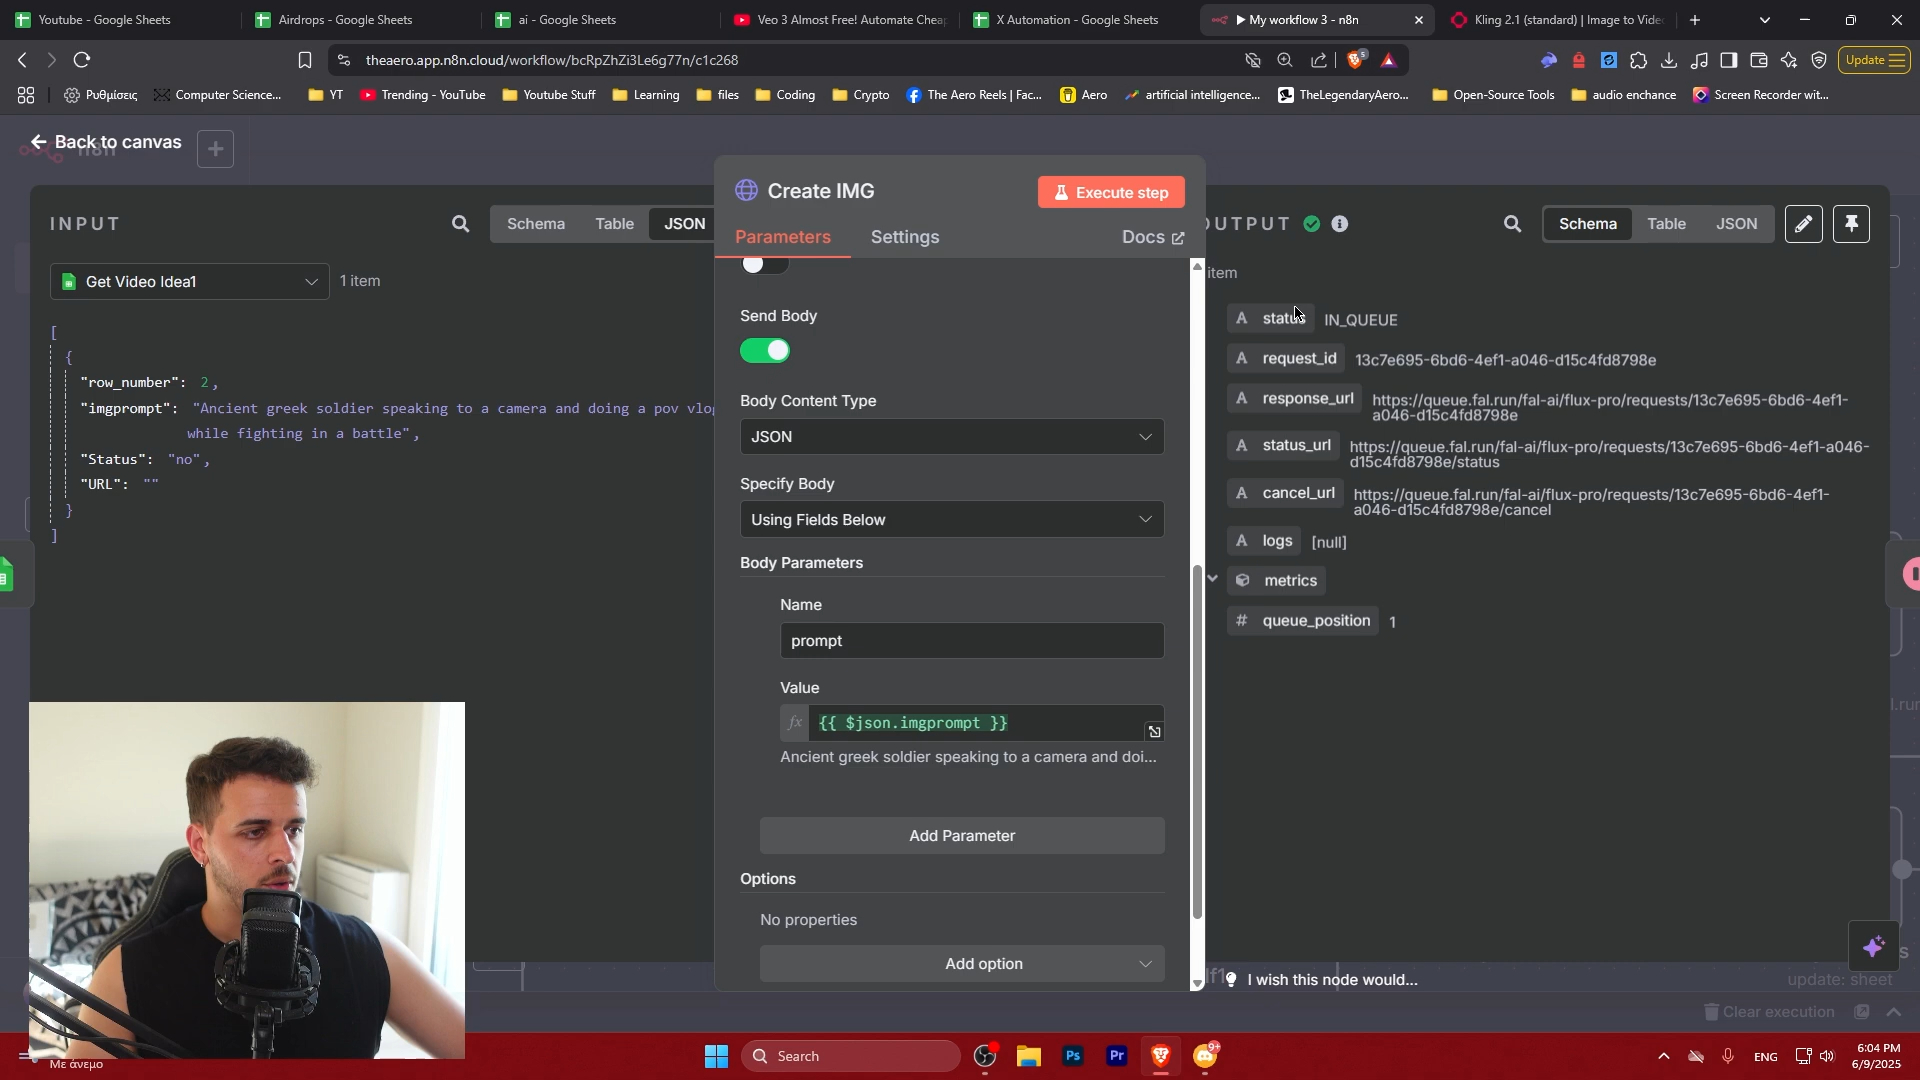 Youtube - Google Sheets
Airdrops - Google Sheets
ai - Google Sheets
Veo 3 Almost Free! Automate Cheap
X Automation - Google Sheets
▶ My workflow 3 - n8n
Kling 2.1 (standard) | Image to Vide
theaero.app.n8n.cloud/workflow/bcRpZhZi3Le6g77n/c1c268
5
Update
Ρυθμίσεις
Computer Science...
YT
Trending - YouTube
Youtube Stuff
Learning
files
Coding
Crypto
The Aero Reels | Fac...
Aero
artificial intelligence...
TheLegendaryAero...
Open-Source Tools
audio enchance
Screen Recorder wit...
Back to canvas
n8n
INPUT
Schema
Table
JSON
Get Video Idea1
1 item
[
{
"row_number": 2,
"imgprompt": "Ancient greek soldier speaking to a camera and doing a pov vlog
while fighting in a battle",
"Status": "no",
"URL": ""
}
]
Create IMG
Execute step
Parameters
Settings
Docs
Send Body
Body Content Type
JSON
Specify Body
Using Fields Below
Body Parameters
Name
prompt
Value
fx
{{ $json.imgprompt }}
Ancient greek soldier speaking to a camera and doi...
Add Parameter
Options
No properties
Add option
OUTPUT
Schema
Table
JSON
item
A status IN_QUEUE
A request_id 13c7e695-6bd6-4ef1-a046-d15c4fd8798e
A response_url https://queue.fal.run/fal-ai/flux-pro/requests/13c7e695-6bd6-4ef1-
a046-d15c4fd8798e
A status_url https://queue.fal.run/fal-ai/flux-pro/requests/13c7e695-6bd6-4ef1-a046-
d15c4fd8798e/status
A cancel_url https://queue.fal.run/fal-ai/flux-pro/requests/13c7e695-6bd6-4ef1-
a046-d15c4fd8798e/cancel
A logs [null]
metrics
# queue_position 1
I wish this node would...
update: sheet
Clear execution
Με άνεμο
Search
Ps
Pr
9+
ENG
6:04 PM
6/9/2025